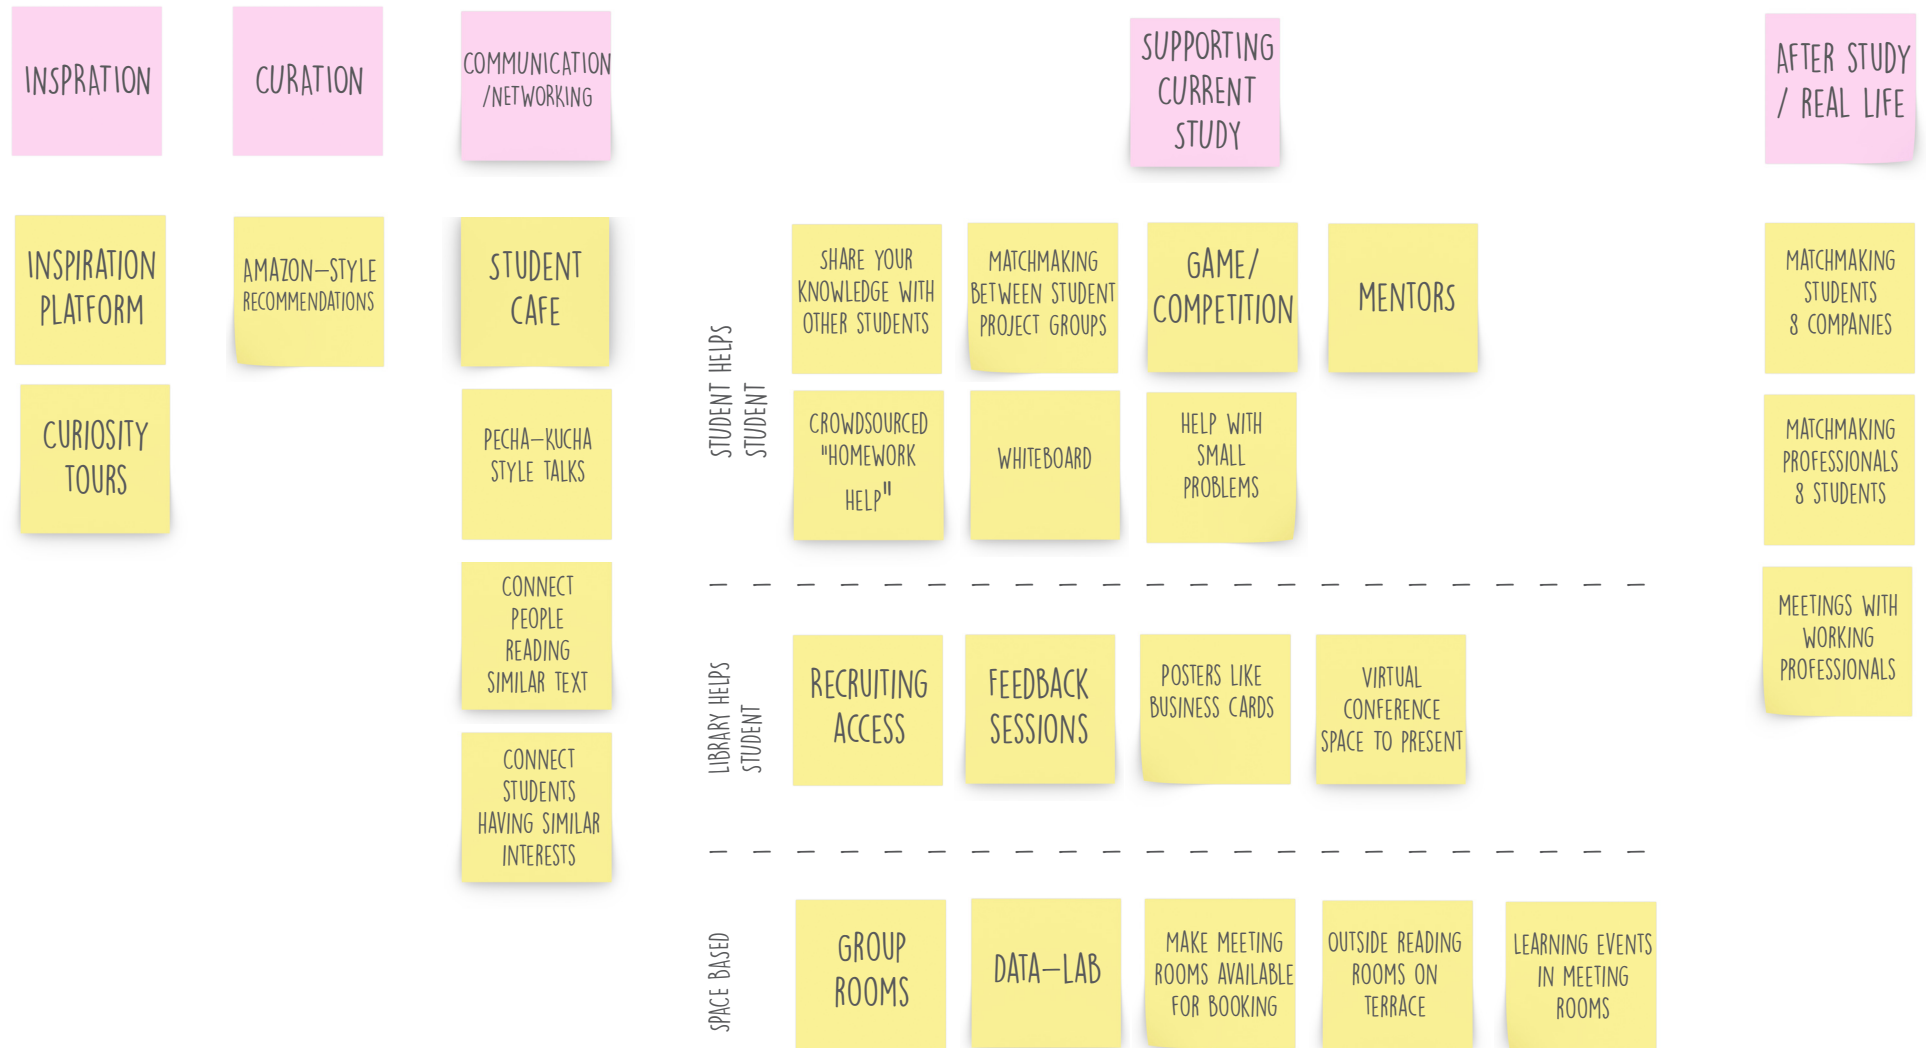 INSPRATION
CURATION
COMMUNICATION
/NETWORKING
SUPPORTING
CURRENT
STUDY
AFTER STUDY
/ REAL LIFE
INSPIRATION
PLATFORM
CURIOSITY
TOURS
AMAZON-STYLE
RECOMMENDATIONS
STUDENT
CAFE
PECHA-KUCHA
STYLE TALKS
CONNECT
PEOPLE
READING
SIMILAR TEXT
CONNECT
STUDENTS
HAVING SIMILAR
INTERESTS
STUDENT HELPS
STUDENT
SHARE YOUR
KNOWLEDGE WITH
OTHER STUDENTS
MATCHMAKING
BETWEEN STUDENT
PROJECT GROUPS
GAME/
COMPETITION
MENTORS
CROWDSOURCED
"HOMEWORK
HELP"
WHITEBOARD
HELP WITH
SMALL
PROBLEMS
LIBRARY HELPS
STUDENT
RECRUITING
ACCESS
FEEDBACK
SESSIONS
POSTERS LIKE
BUSINESS CARDS
VIRTUAL
CONFERENCE
SPACE TO PRESENT
SPACE BASED
GROUP
ROOMS
DATA-LAB
MAKE MEETING
ROOMS AVAILABLE
FOR BOOKING
OUTSIDE READING
ROOMS ON
TERRACE
LEARNING EVENTS
IN MEETING
ROOMS
MATCHMAKING
STUDENTS
& COMPANIES
MATCHMAKING
PROFESSIONALS
& STUDENTS
MEETINGS WITH
WORKING
PROFESSIONALS